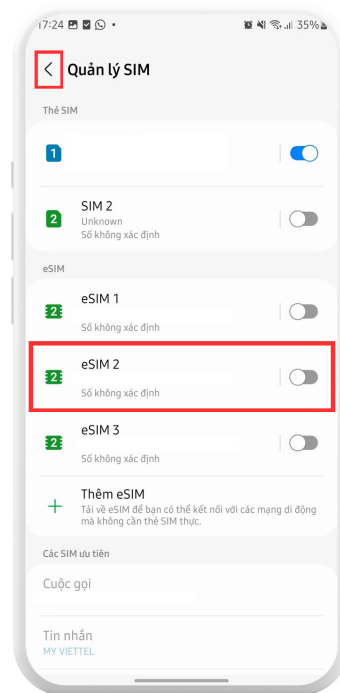 17:24
35%
Quản lý SIM
Thẻ SIM
1
SIM 2
2
Unknown
Số không xác định
eSIM
eSIM 1
2
Số không xác định
eSIM 2
2
Số không xác định
eSIM 3
2
Số không xác định
Thêm eSIM
Tải về eSIM để bạn có thể kết nối với các mạng di động
mà không cần thẻ SIM thực.
Các SIM ưu tiên
Cuộc gọi
Tin nhắn
MY VIETTEL